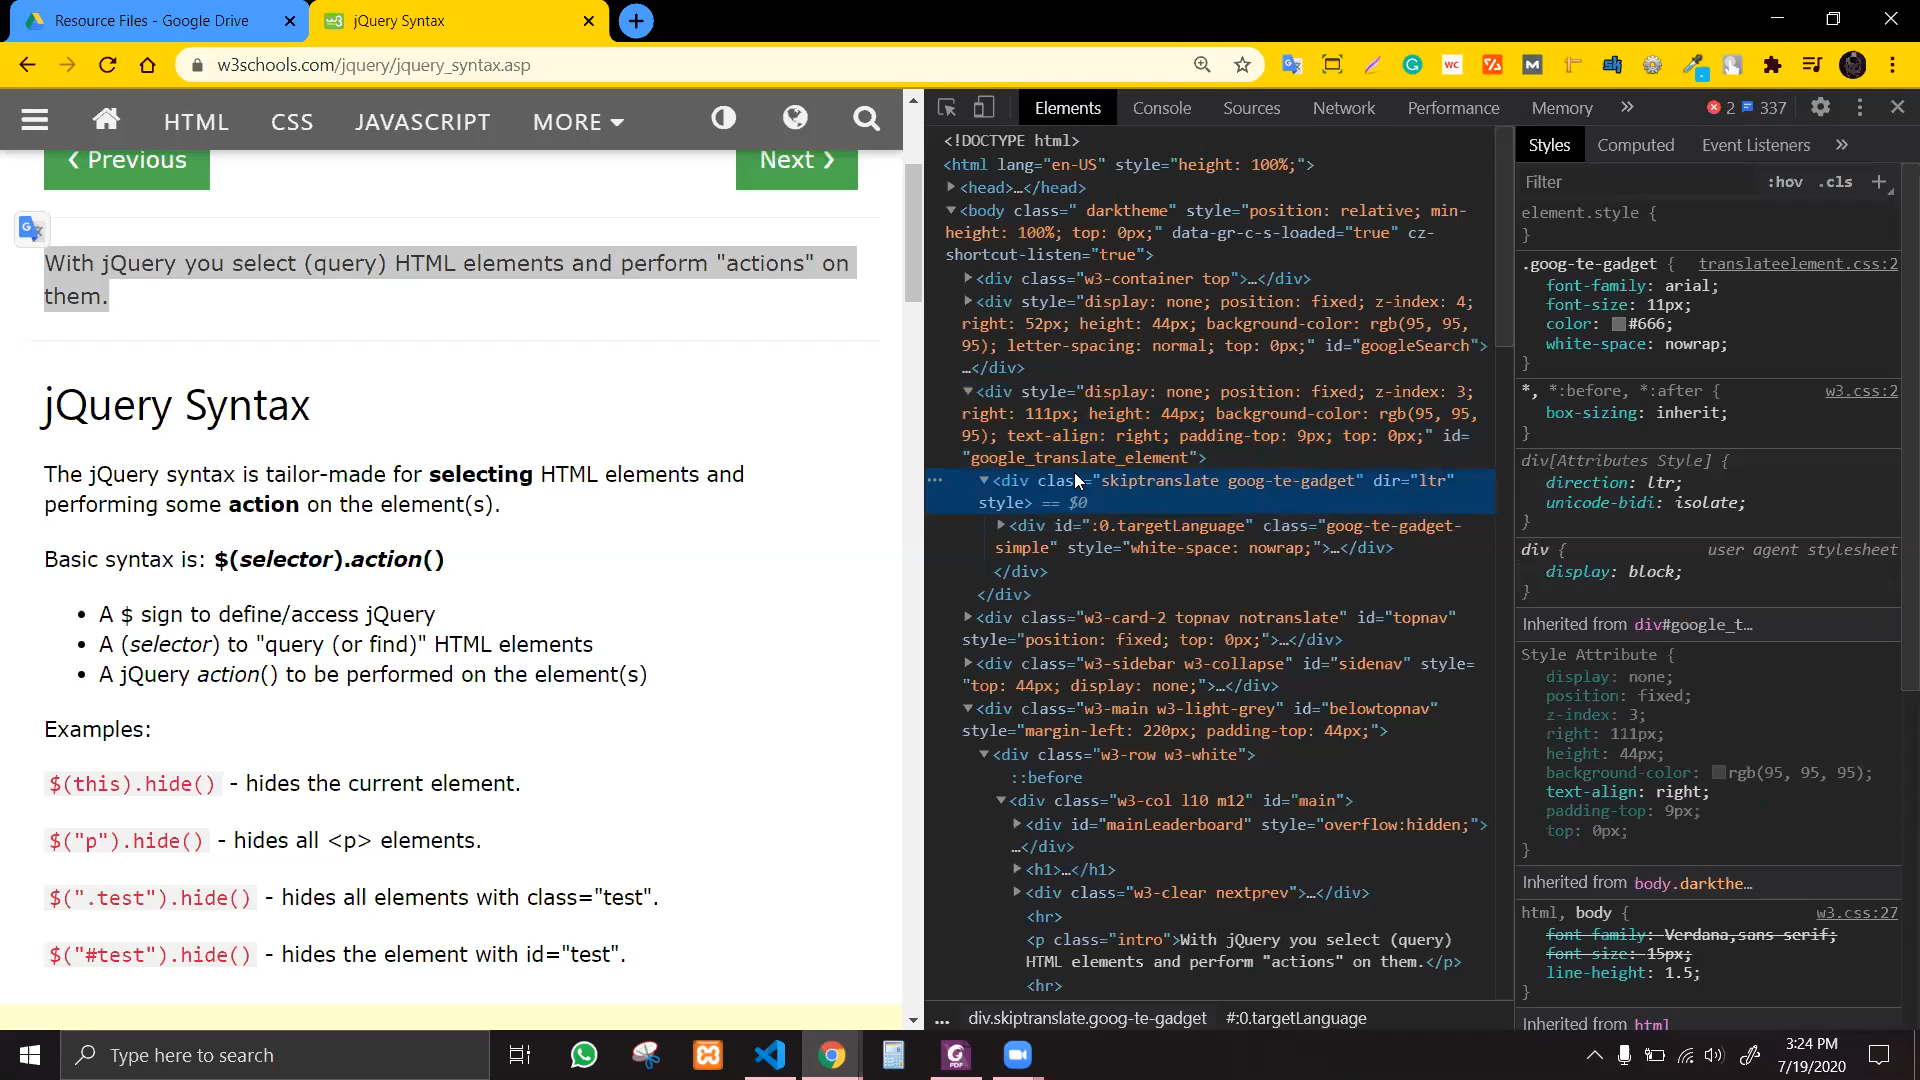 Resource Files - Google Drive
jQuery Syntax
w3schools.com/jquery/jquery_syntax.asp
HTML CSS JAVASCRIPT MORE
❮ Previous
Next ❯
With jQuery you select (query) HTML elements and perform "actions" on
them.
jQuery Syntax
The jQuery syntax is tailor-made for selecting HTML elements and
performing some action on the element(s).
Basic syntax is: $(selector).action()
• A $ sign to define/access jQuery
• A (selector) to "query (or find)" HTML elements
• A jQuery action() to be performed on the element(s)
Examples:
$(this).hide() - hides the current element.
$("p").hide() - hides all <p> elements.
$(".test").hide() - hides all elements with class="test".
$("#test").hide() - hides the element with id="test".
Elements Console Sources Network Performance Memory » 2 337
<!DOCTYPE html>
<html lang="en-US" style="height: 100%;">
<head>…</head>
<body class=" darktheme" style="position: relative; min-
height: 100%; top: 0px;" data-gr-c-s-loaded="true" cz-
shortcut-listen="true">
<div class="w3-container top">…</div>
<div style="display: none; position: fixed; z-index: 4;
right: 52px; height: 44px; background-color: rgb(95, 95,
95); letter-spacing: normal; top: 0px;" id="googleSearch">
…</div>
<div style="display: none; position: fixed; z-index: 3;
right: 111px; height: 44px; background-color: rgb(95, 95,
95); text-align: right; padding-top: 9px; top: 0px;" id=
"google_translate_element">
<div class="skiptranslate goog-te-gadget" dir="ltr"
style> == $0
<div id=":0.targetLanguage" class="goog-te-gadget-
simple" style="white-space: nowrap;">…</div>
</div>
</div>
<div class="w3-card-2 topnav notranslate" id="topnav"
style="position: fixed; top: 0px;">…</div>
<div class="w3-sidebar w3-collapse" id="sidenav" style=
"top: 44px; display: none;">…</div>
<div class="w3-main w3-light-grey" id="belowtopnav"
style="margin-left: 220px; padding-top: 44px;">
<div class="w3-row w3-white">
::before
<div class="w3-col l10 m12" id="main">
<div id="mainLeaderboard" style="overflow:hidden;">
…</div>
<h1>…</h1>
<div class="w3-clear nextprev">…</div>
<hr>
<p class="intro">With jQuery you select (query)
HTML elements and perform "actions" on them.</p>
<hr>
... div.skiptranslate.goog-te-gadget #:0.targetLanguage
Styles Computed Event Listeners »
Filter :hov .cls +
element.style {
}
.goog-te-gadget { translateelement.css:2
font-family: arial;
font-size: 11px;
color: #666;
white-space: nowrap;
}
*, *:before, *:after { w3.css:2
box-sizing: inherit;
}
div[Attributes Style] {
direction: ltr;
unicode-bidi: isolate;
}
div { user agent stylesheet
display: block;
}
Inherited from div#google_t…
Style Attribute {
display: none;
position: fixed;
z-index: 3;
right: 111px;
height: 44px;
background-color: rgb(95, 95, 95);
text-align: right;
padding-top: 9px;
top: 0px;
}
Inherited from body.darkthe…
html, body { w3.css:27
font-family: Verdana,sans-serif;
font-size: 15px;
line-height: 1.5;
}
Inherited from html
Type here to search
3:24 PM
7/19/2020